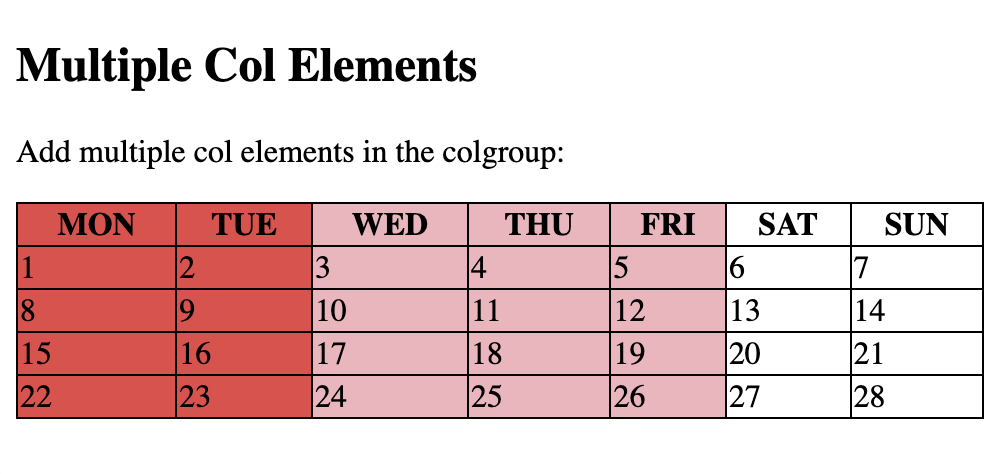 Multiple Col Elements
Add multiple col elements in the colgroup:
MON TUE WED THU FRI SAT SUN
1 2 3 4 5 6 7
8 9 10 11 12 13 14
15 16 17 18 19 20 21
22 23 24 25 26 27 28